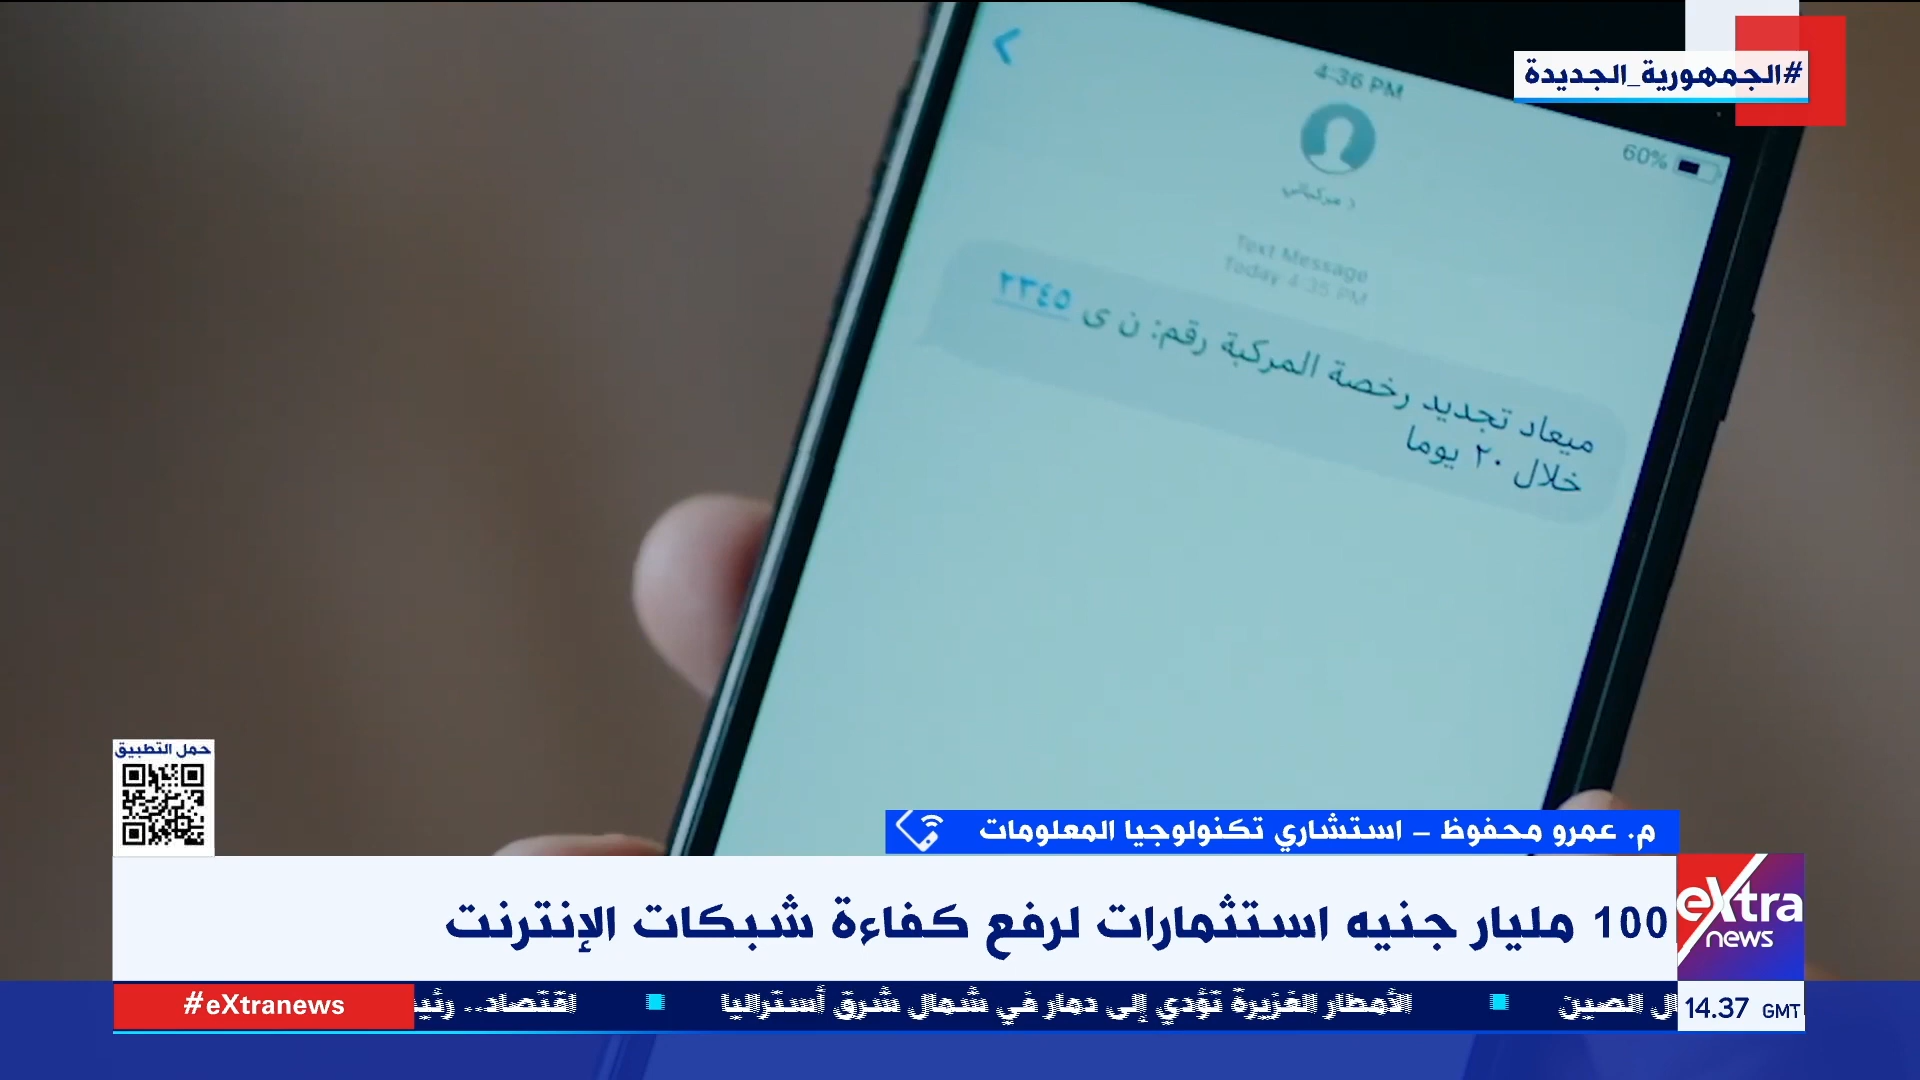 #الجمهورية_الجديدة
4:36 PM
60%
د مركباتي
Text Message
Today 4:35 PM
ميعاد تجديد رخصة المركبة رقم: ن ى ٢٣٤٥
خلال ٢٠ يوما
حمل التطبيق
م. عمرو محفوظ - استشاري تكنولوجيا المعلومات
100 مليار جنيه استثمارات لرفع كفاءة شبكات الإنترنت
eXtra
news
ال الصين
الأمطار الغزيرة تؤدي إلى دمار في شمال شرق أستراليا
اقتصاد.. رئيس
#eXtranews
14.37 GMT